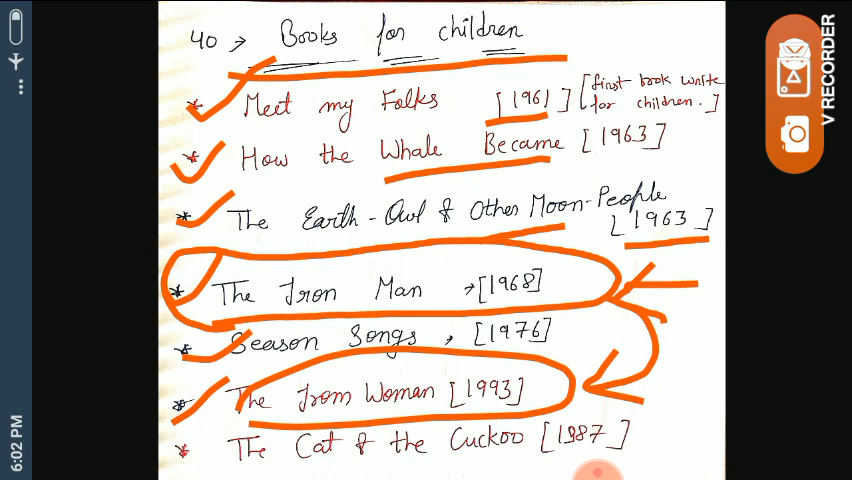 40 → Books for children
* Meet my Folks [1961] [first book write for children.]
* How the Whale Became [1963]
* The Earth-Owl & Other Moon-People [1963]
* The Iron Man → [1968]
* Season Songs → [1976]
* The Irom Woman [1993]
* The Cat & the Cuckoo [1987]
6:02 PM
V RECORDER